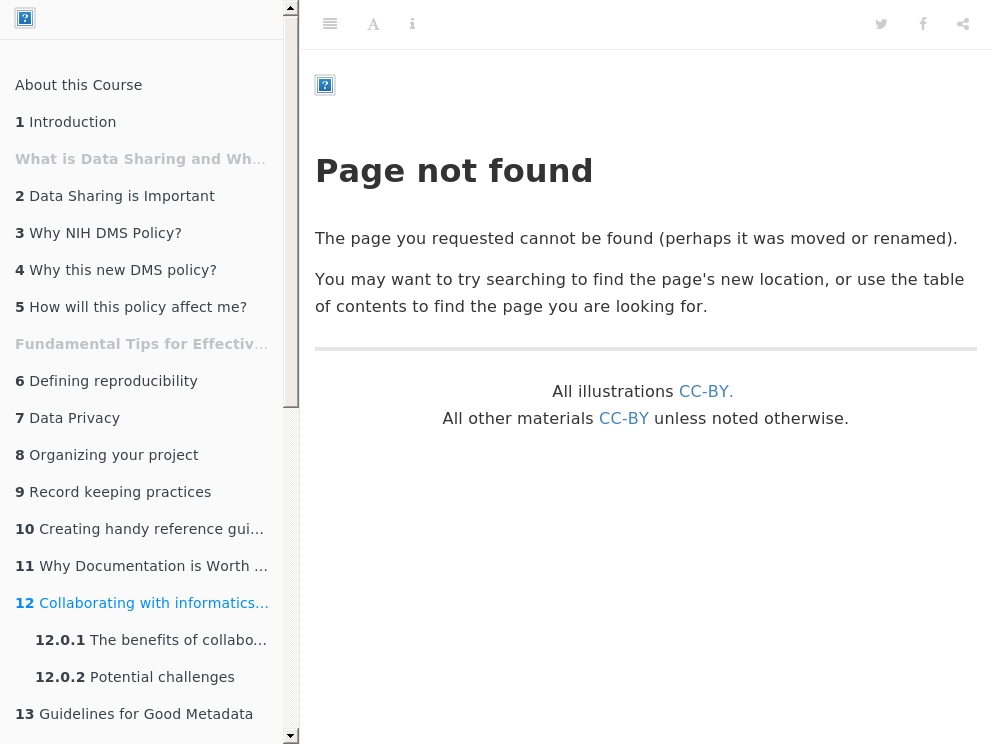 About this Course
1 Introduction
What is Data Sharing and Wh...
2 Data Sharing is Important
3 Why NIH DMS Policy?
4 Why this new DMS policy?
5 How will this policy affect me?
Fundamental Tips for Effectiv...
6 Defining reproducibility
7 Data Privacy
8 Organizing your project
9 Record keeping practices
10 Creating handy reference gui...
11 Why Documentation is Worth ...
12 Collaborating with informatics...
12.0.1 The benefits of collabo...
12.0.2 Potential challenges
13 Guidelines for Good Metadata
Page not found
The page you requested cannot be found (perhaps it was moved or renamed).
You may want to try searching to find the page's new location, or use the table
of contents to find the page you are looking for.
All illustrations CC-BY.
All other materials CC-BY unless noted otherwise.